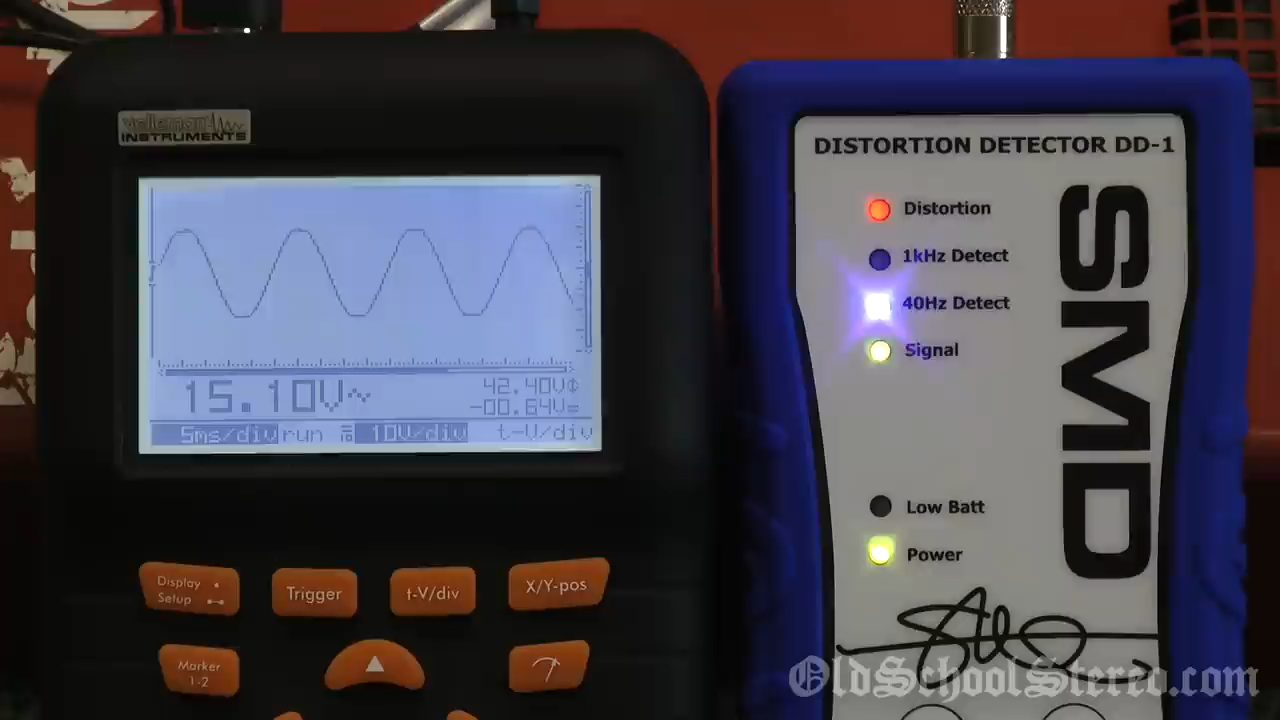 velleman
INSTRUMENTS
15.10V~
42.40V
-00.64V
5ms/div run 10V/div t-V/div
Display
Setup
Trigger
t-V/div
X/Y-pos
Marker
1-2
DISTORTION DETECTOR DD-1
Distortion
1kHz Detect
40Hz Detect
Signal
Low Batt
Power
SMD
OldSchoolStereo.com